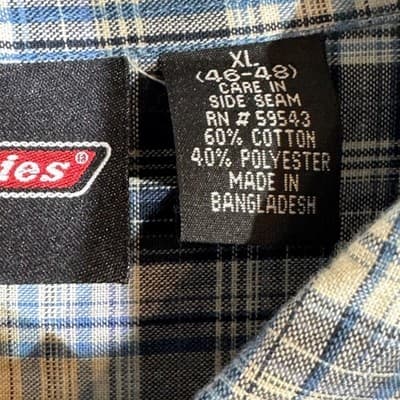 ies®
XL
(46-48)
CARE IN
SIDE SEAM
RN # 59543
60% COTTON
40% POLYESTER
MADE IN
BANGLADESH